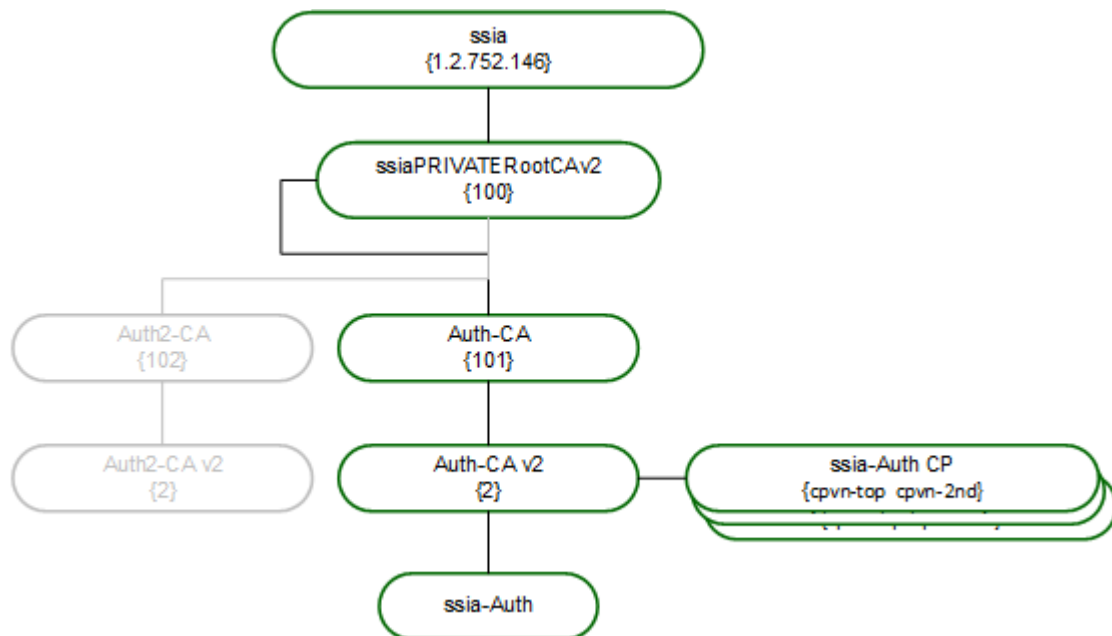 ssia
{1.2.752.146}
ssiaPRIVATERootCAv2
{100}
Auth2-CA
{102}
Auth-CA
{101}
Auth2-CA v2
{2}
Auth-CA v2
{2}
ssia-Auth CP
{cpvn-top cpvn-2nd}
ssia-Auth